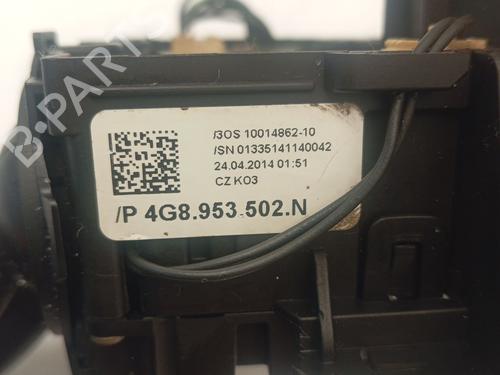 B-PARTS
/3OS 10014862-10
/SN 01335141140042
24.04.2014 01:51
CZ KO3
/P 4G8.953.502.N